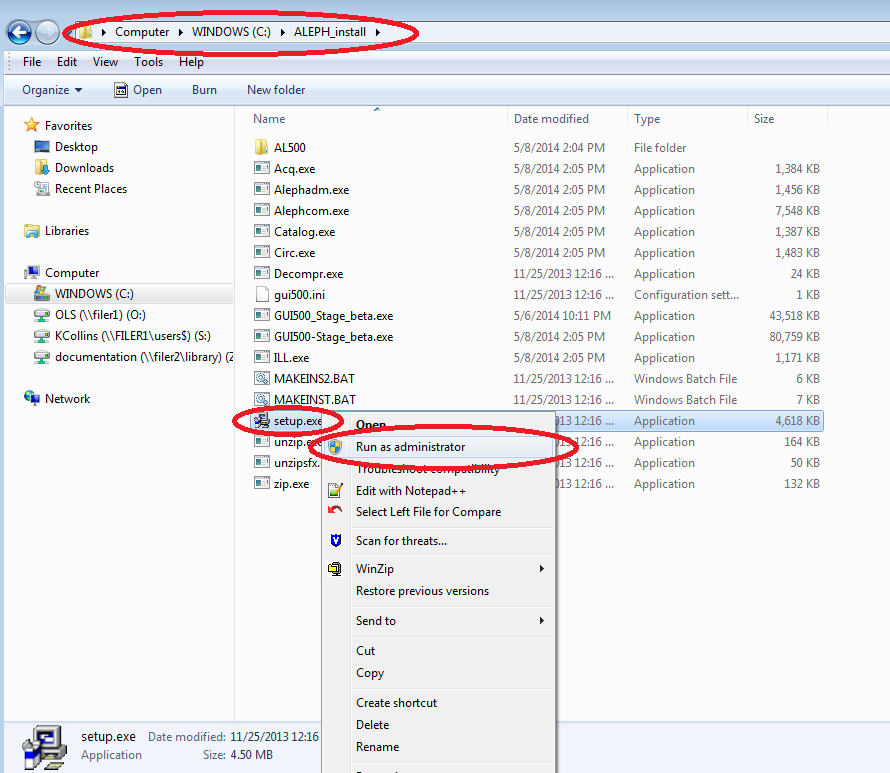 Computer WINDOWS (C:) ALEPH_install
File Edit View Tools Help
Organize Open Burn New folder
Name Date modified Type Size
Favorites
Desktop
Downloads
Recent Places
Libraries
Computer
WINDOWS (C:)
OLS (\\filer1) (O:)
KCollins (\\FILER1\users$) (S:)
documentation (\\filer2\library) (Z
Network
AL500 5/8/2014 2:04 PM File folder
Acq.exe 5/8/2014 2:05 PM Application 1,384 KB
Alephadm.exe 5/8/2014 2:05 PM Application 1,456 KB
Alephcom.exe 5/8/2014 2:05 PM Application 7,548 KB
Catalog.exe 5/8/2014 2:05 PM Application 1,387 KB
Circ.exe 5/8/2014 2:05 PM Application 1,483 KB
Decompr.exe 11/25/2013 12:16 ... Application 24 KB
gui500.ini 11/25/2013 12:16 ... Configuration sett... 1 KB
GUI500_Stage_beta.exe 5/6/2014 10:11 PM Application 43,518 KB
GUI500-Stage_beta.exe 5/8/2014 2:05 PM Application 80,759 KB
ILL.exe 5/8/2014 2:05 PM Application 1,171 KB
MAKEINS2.BAT 11/25/2013 12:16 ... Windows Batch File 6 KB
MAKEINST.BAT 11/25/2013 12:16 ... Windows Batch File 7 KB
setup.exe 013 12:16 ... Application 4,618 KB
unzip.exe 013 12:16 ... Application 164 KB
unzipsfx. 013 12:16 ... Application 50 KB
zip.exe 013 12:16 ... Application 132 KB
Open
Run as administrator
Troubleshoot compatibility
Edit with Notepad++
Select Left File for Compare
Scan for threats...
WinZip
Restore previous versions
Send to
Cut
Copy
Create shortcut
Delete
Rename
setup.exe Date modified: 11/25/2013 12:16
Application Size: 4.50 MB